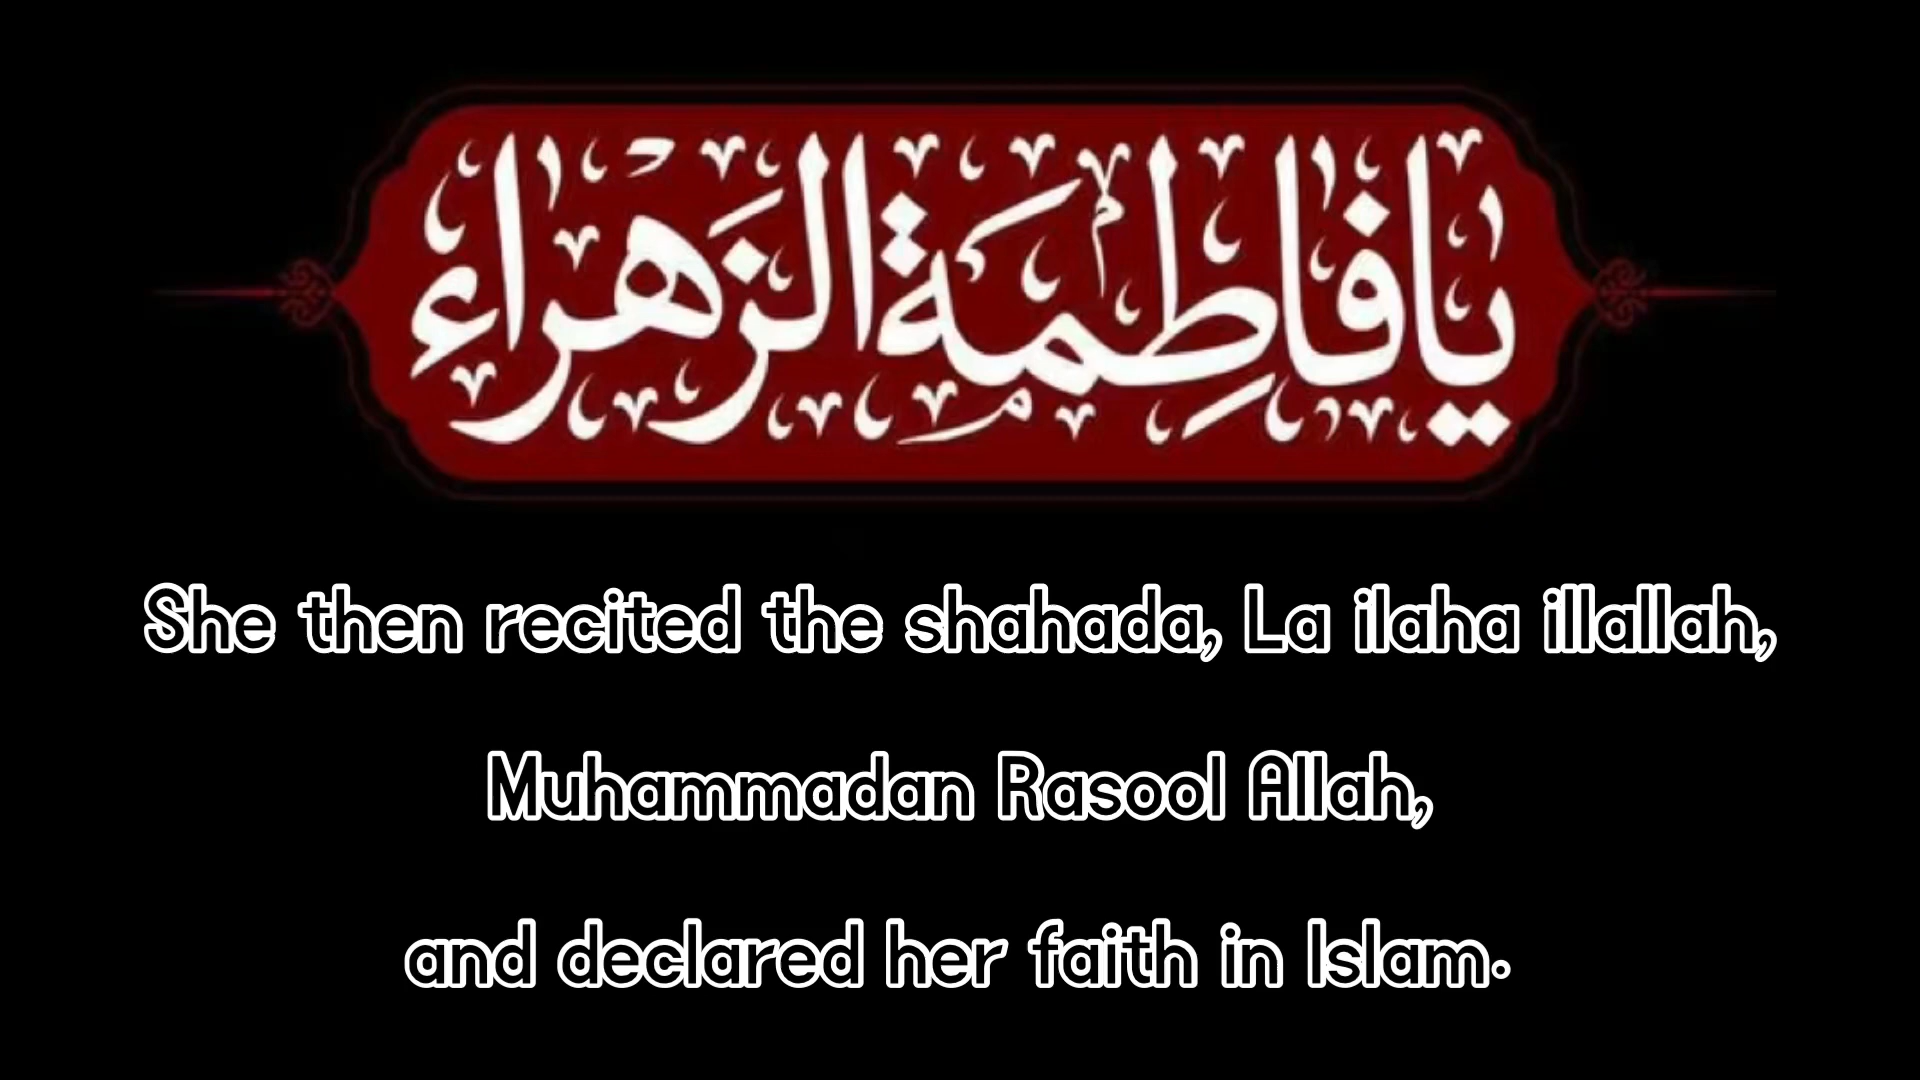 يا فاطمة الزهراء
She then recited the shahada, La ilaha illallah,
Muhammadan Rasool Allah,
and declared her faith in Islam.